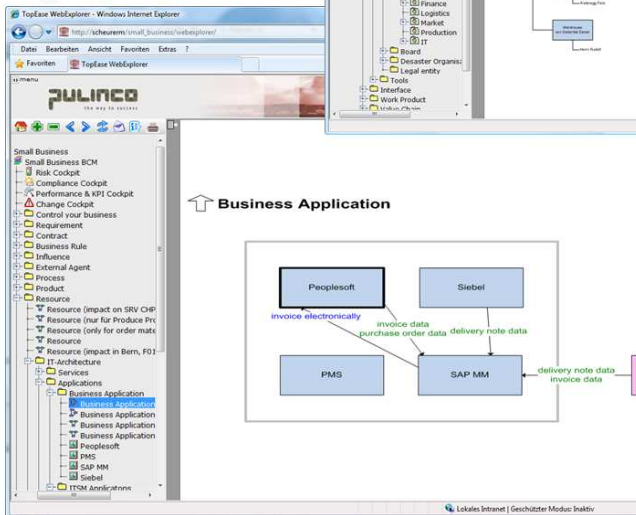 TopEase WebExplorer - Windows Internet Explorer
http://scheurerm/small_business/webexplorer/
Datei Bearbeiten Ansicht Favoriten Extras ?
Favoriten TopEase WebExplorer
menu
PULINCO
the way to success
Small Business
Small Business BCM
Risk Cockpit
Compliance Cockpit
Performance & KPI Cockpit
Change Cockpit
Control your business
Requirement
Contract
Business Rule
Influence
External Agent
Process
Product
Resource
Resource (impact on SRV CHP
Resource (nur für Produce Pro
Resource (only for order mate
Resource
Resource (impact in Bern, F01
IT-Architecture
Services
Applications
Business Application
Business Application
Business Application
Business Application
Business Application
Peoplesoft
PMS
SAP MM
Siebel
ITSM Applicatons
Finance
Logistics
Market
Production
IT
Board
Desaster Organisa
Legal entity
Tools
Interface
Work Product
Value Chain
Business Application
Peoplesoft
Siebel
invoice electronically
invoice data
purchase order data
delivery note data
PMS
SAP MM
delivery note data
invoice data
Lokales Intranet | Geschützter Modus: Inaktiv